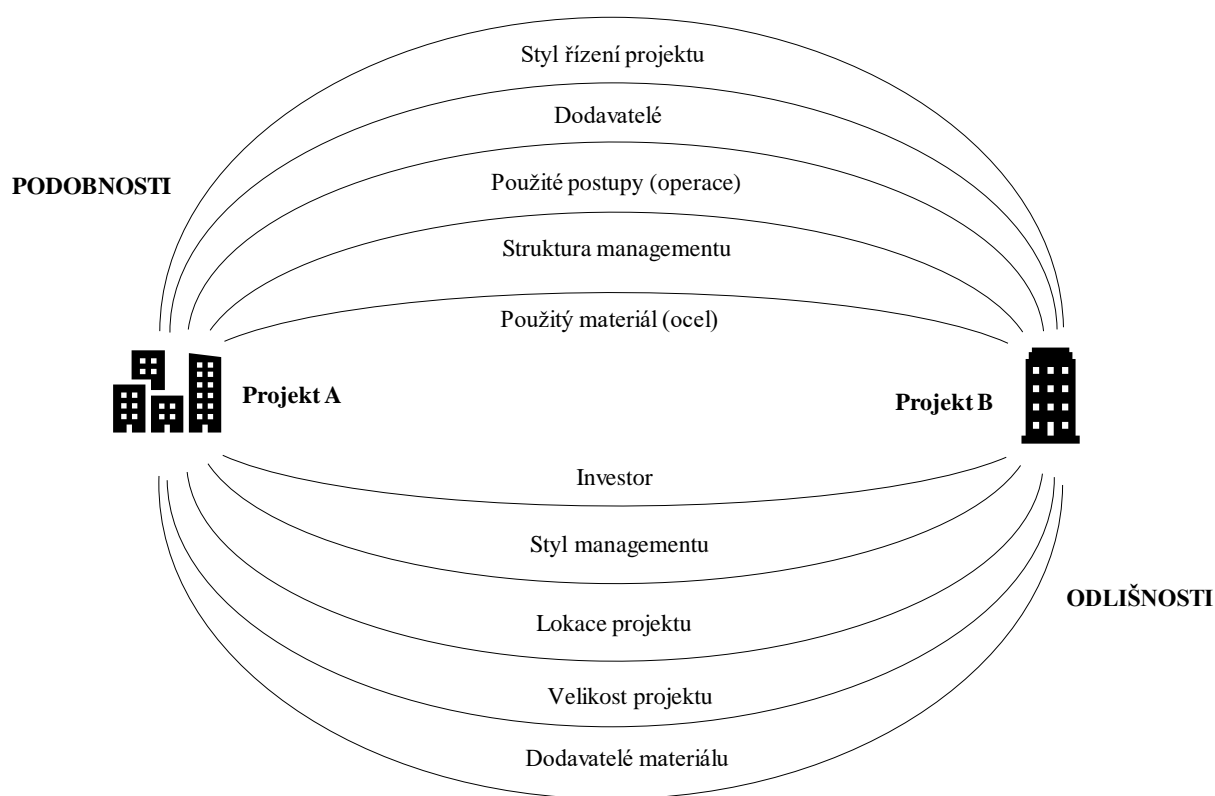 Styl řízení projektu
Dodavatelé
PODOBNOSTI
Použité postupy (operace)
Struktura managementu
Použitý materiál (ocel)
Projekt A
Projekt B
Investor
Styl managementu
ODLIŠNOSTI
Lokace projektu
Velikost projektu
Dodavatelé materiálu